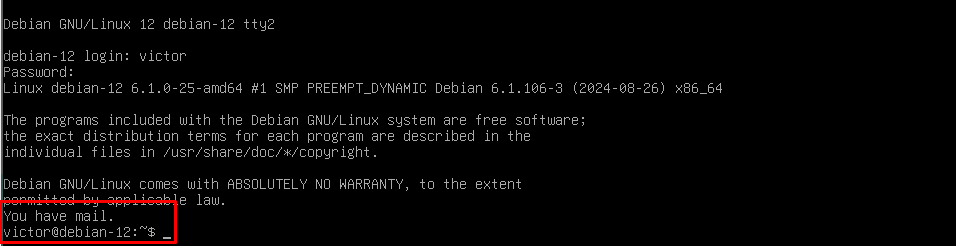 Debian GNU/Linux 12 debian-12 tty2
debian-12 login: victor
Password:
Linux debian-12 6.1.0-25-amd64 #1 SMP PREEMPT_DYNAMIC Debian 6.1.106-3 (2024-08-26) x86_64
The programs included with the Debian GNU/Linux system are free software;
the exact distribution terms for each program are described in the
individual files in /usr/share/doc/*/copyright.
Debian GNU/Linux comes with ABSOLUTELY NO WARRANTY, to the extent
permitted by applicable law.
You have mail.
victor@debian-12:~$ _